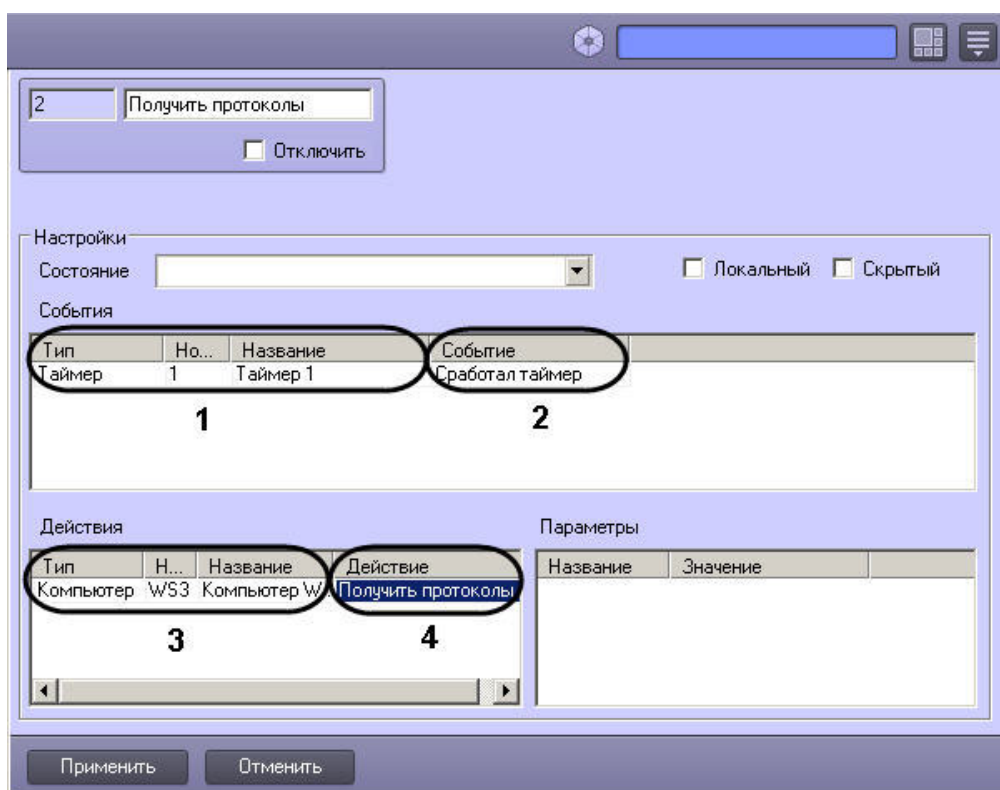 2 Получить протоколы
Отключить
Настройки
Состояние Локальный Скрытый
События
Тип Но... Название Событие
Таймер 1 Таймер 1 Сработал таймер
1 2
Действия Параметры
Тип Н... Название Действие Название Значение
Компьютер WS3 Компьютер W... Получить протоколы
3 4
Применить Отменить